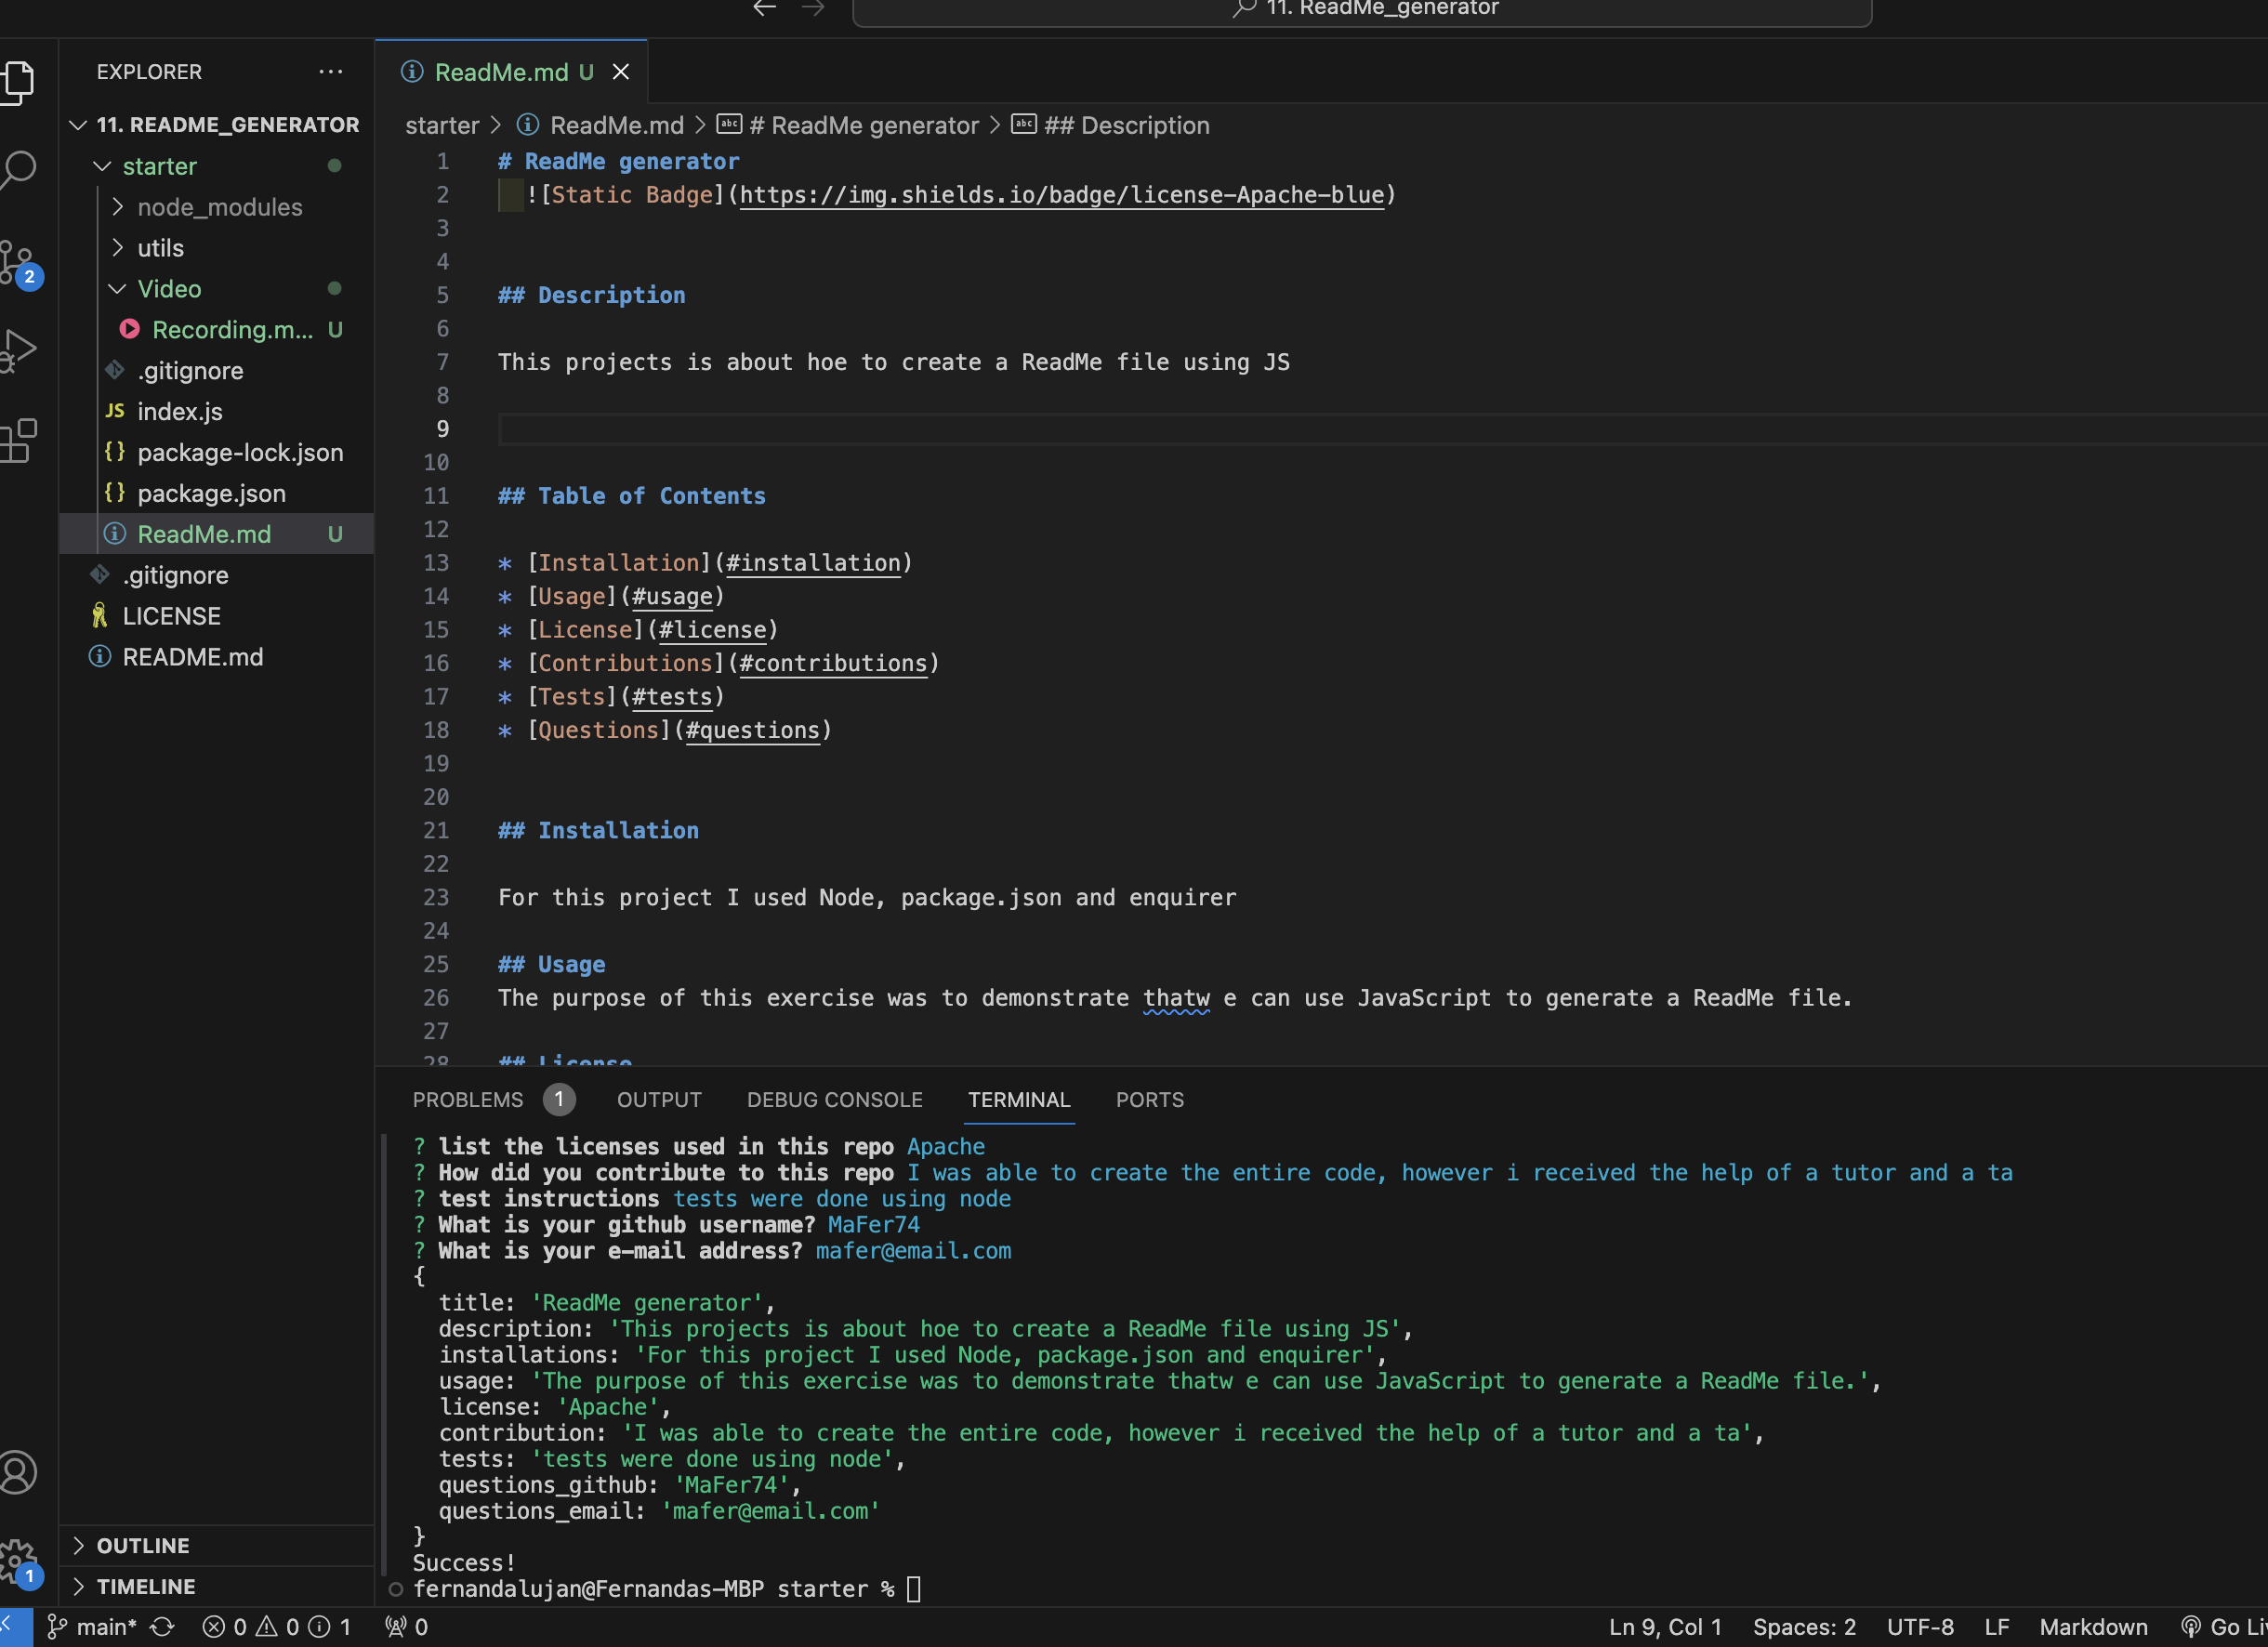 11. ReadMe_generator
EXPLORER
ReadMe.md U
11. README_GENERATOR
starter > ReadMe.md > # ReadMe generator > ## Description
starter
node_modules
utils
Video
Recording.m... U
.gitignore
index.js
package-lock.json
package.json
ReadMe.md U
.gitignore
LICENSE
README.md
2
1 # ReadMe generator
2 ![Static Badge](https://img.shields.io/badge/license-Apache-blue)
3
4
5 ## Description
6
7 This projects is about hoe to create a ReadMe file using JS
8
9
10
11 ## Table of Contents
12
13 * [Installation](#installation)
14 * [Usage](#usage)
15 * [License](#license)
16 * [Contributions](#contributions)
17 * [Tests](#tests)
18 * [Questions](#questions)
19
20
21 ## Installation
22
23 For this project I used Node, package.json and enquirer
24
25 ## Usage
26 The purpose of this exercise was to demonstrate thatw e can use JavaScript to generate a ReadMe file.
27
28 ## License
PROBLEMS 1 OUTPUT DEBUG CONSOLE TERMINAL PORTS
? list the licenses used in this repo Apache
? How did you contribute to this repo I was able to create the entire code, however i received the help of a tutor and a ta
? test instructions tests were done using node
? What is your github username? MaFer74
? What is your e-mail address? mafer@email.com
{
title: 'ReadMe generator',
description: 'This projects is about hoe to create a ReadMe file using JS',
installations: 'For this project I used Node, package.json and enquirer',
usage: 'The purpose of this exercise was to demonstrate thatw e can use JavaScript to generate a ReadMe file.',
license: 'Apache',
contribution: 'I was able to create the entire code, however i received the help of a tutor and a ta',
tests: 'tests were done using node',
questions_github: 'MaFer74',
questions_email: 'mafer@email.com'
}
Success!
fernandalujan@Fernandas-MBP starter %
OUTLINE
TIMELINE
1
main* 0 0 1 0 Ln 9, Col 1 Spaces: 2 UTF-8 LF Markdown Go Li